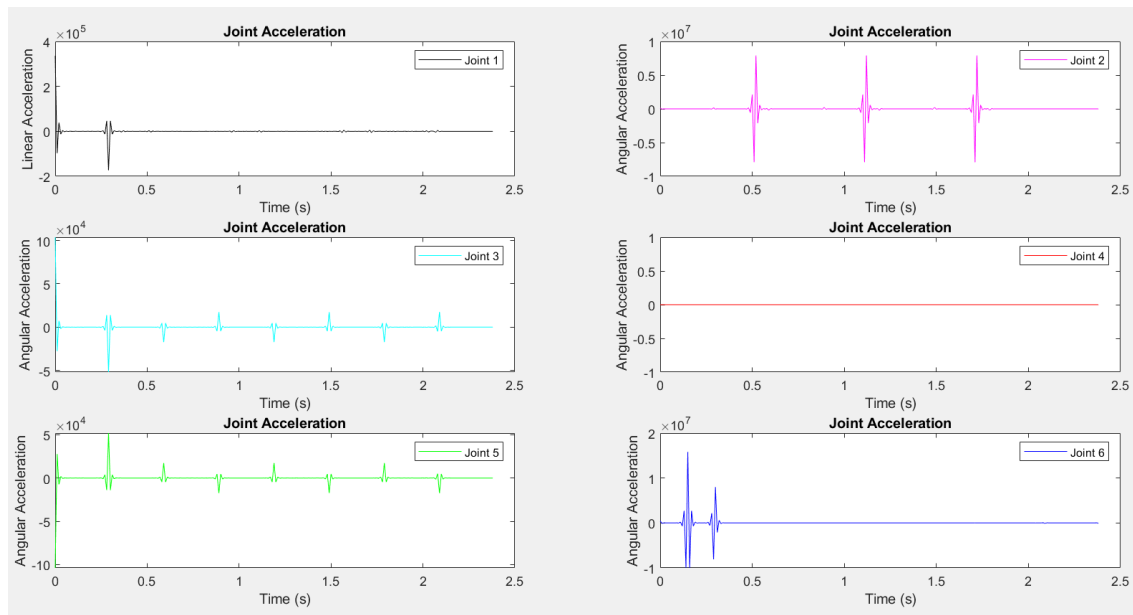 Joint Acceleration
×10^5
4
2
0
-2
Linear Acceleration
Joint 1
0 0.5 1 1.5 2 2.5
Time (s)
Joint Acceleration
×10^7
1
0.5
0
-0.5
-1
Angular Acceleration
Joint 2
0 0.5 1 1.5 2 2.5
Time (s)
Joint Acceleration
×10^4
10
5
0
-5
Angular Acceleration
Joint 3
0 0.5 1 1.5 2 2.5
Time (s)
Joint Acceleration
1
0.5
0
-0.5
-1
Angular Acceleration
Joint 4
0 0.5 1 1.5 2 2.5
Time (s)
Joint Acceleration
×10^4
5
0
-5
-10
Angular Acceleration
Joint 5
0 0.5 1 1.5 2 2.5
Time (s)
Joint Acceleration
×10^7
2
1
0
-1
Angular Acceleration
Joint 6
0 0.5 1 1.5 2 2.5
Time (s)